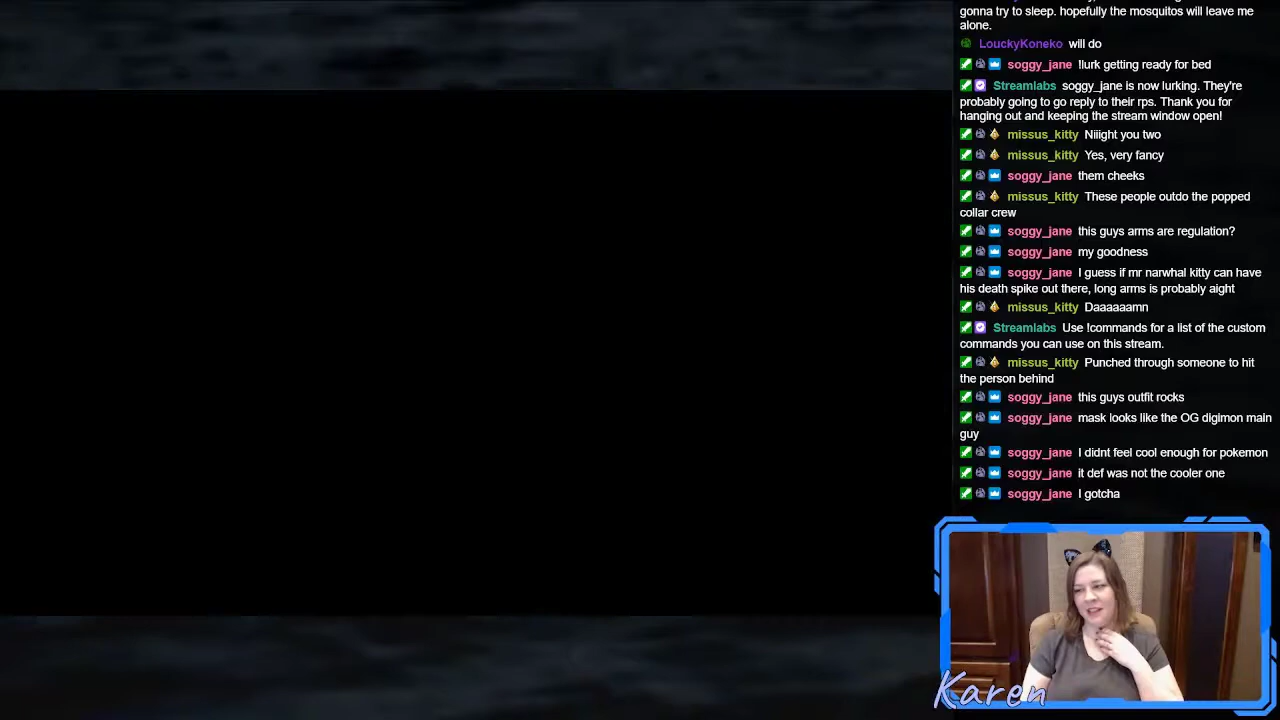 gonna try to sleep. hopefully the mosquitos will leave me
alone.
LouckyKoneko will do
soggy_jane !lurk getting ready for bed
Streamlabs soggy_jane is now lurking. They're
probably going to go reply to their rps. Thank you for
hanging out and keeping the stream window open!
missus_kitty Niiight you two
missus_kitty Yes, very fancy
soggy_jane them cheeks
missus_kitty These people outdo the popped
collar crew
soggy_jane this guys arms are regulation?
soggy_jane my goodness
soggy_jane I guess if mr narwhal kitty can have
his death spike out there, long arms is probably aight
missus_kitty Daaaaaamn
Streamlabs Use !commands for a list of the custom
commands you can use on this stream.
missus_kitty Punched through someone to hit
the person behind
soggy_jane this guys outfit rocks
soggy_jane mask looks like the OG digimon main
guy
soggy_jane I didnt feel cool enough for pokemon
soggy_jane it def was not the cooler one
soggy_jane I gotcha
Karen